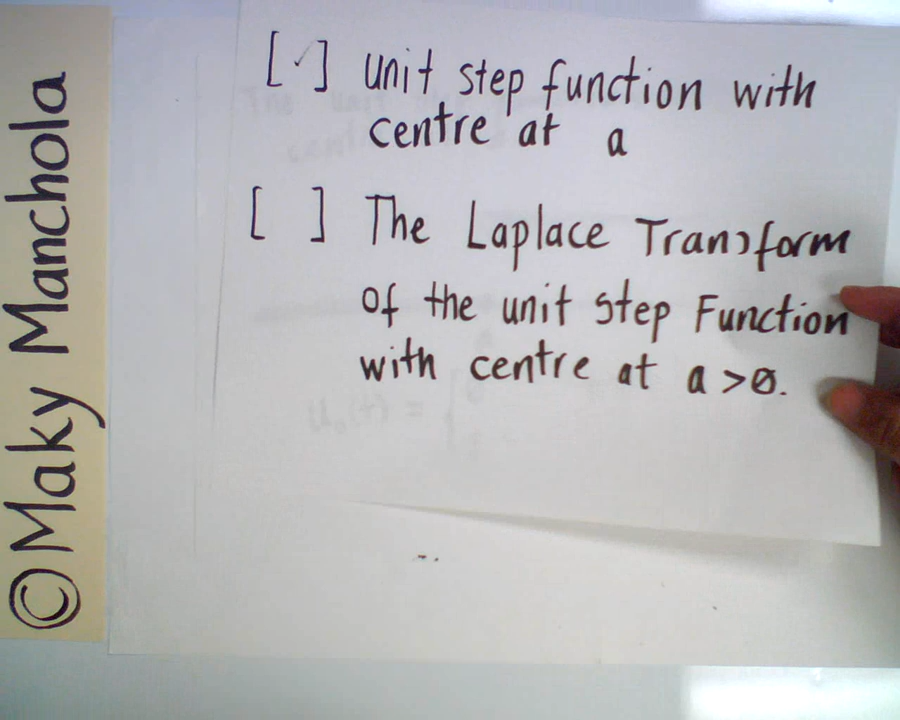 ©Maky Manchola
[✓] unit step function with
centre at a
[ ] The Laplace Transform
of the unit step Function
with centre at a >0.
uₐ(t) = {